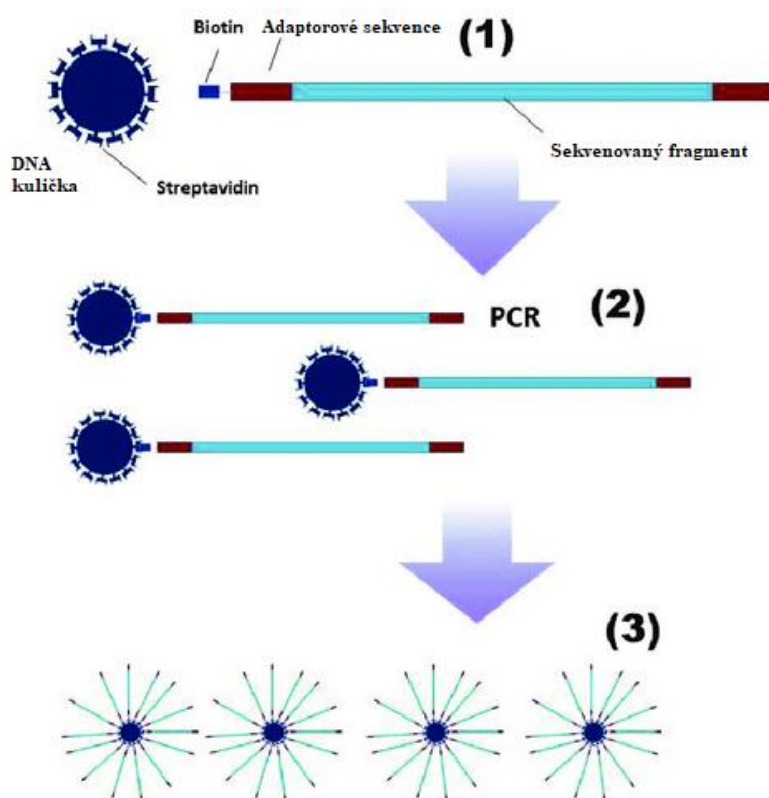 Biotin
Adaptorové sekvence
(1)
DNA
kulička
Streptavidin
Sekvenovaný fragment
PCR
(2)
(3)